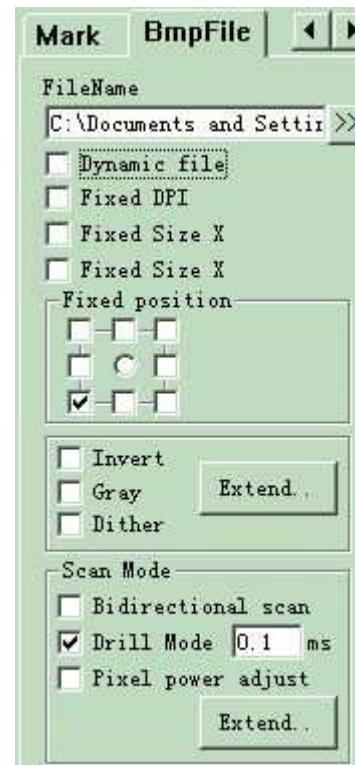 Mark BmpFile
FileName
C:\Documents and Settir >>
Dynamic file
Fixed DPI
Fixed Size X
Fixed Size X
Fixed position
Invert
Gray
Extend..
Dither
Scan Mode
Bidirectional scan
Drill Mode 0.1 ms
Pixel power adjust
Extend..